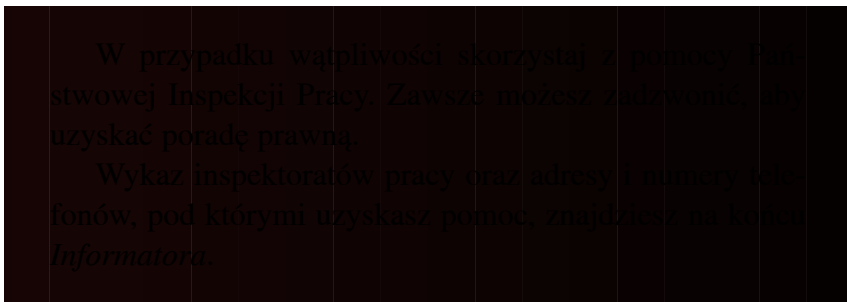 W przypadku wątpliwości skorzystaj z pomocy Pań-
stwowej Inspekcji Pracy. Zawsze możesz zadzwonić, aby
uzyskać poradę prawną.
Wykaz inspektoratów pracy oraz adresy i numery tele-
fonów, pod którymi uzyskasz pomoc, znajdziesz na końcu
Informatora.